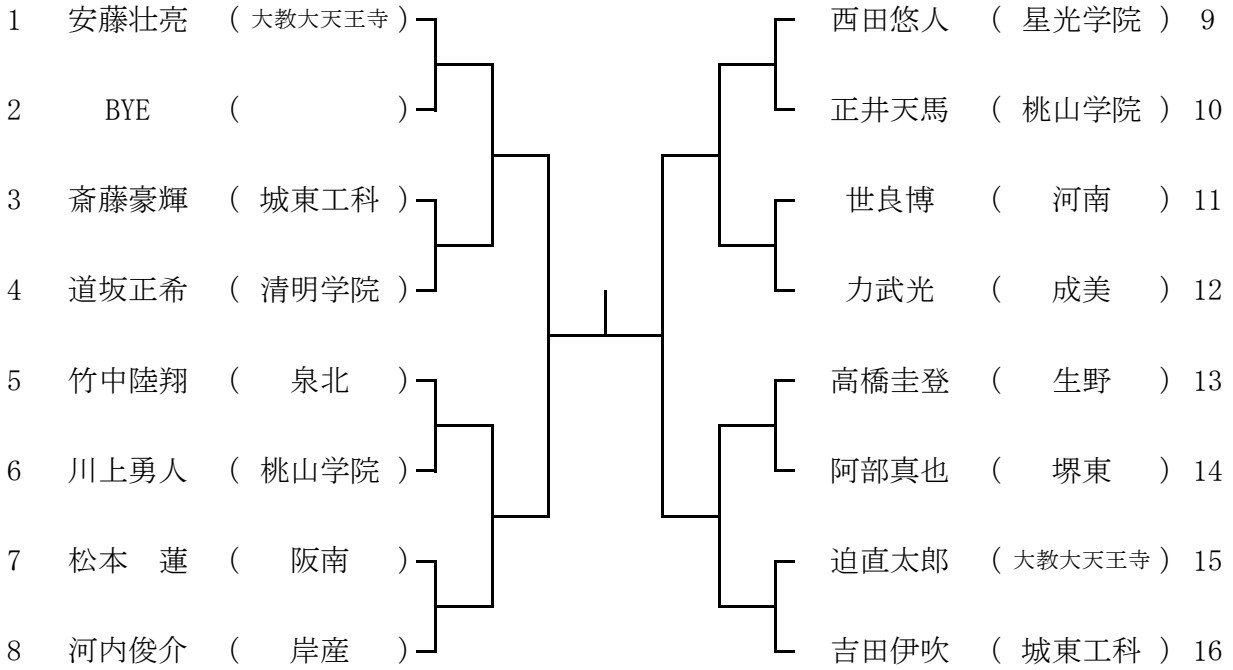 1 安藤壮亮 ( 大教大天王寺 ) 西田悠人 ( 星光学院 ) 9
2 BYE ( ) 正井天馬 ( 桃山学院 ) 10
3 斎藤豪輝 ( 城東工科 ) 世良博 ( 河南 ) 11
4 道坂正希 ( 清明学院 ) 力武光 ( 成美 ) 12
5 竹中陸翔 ( 泉北 ) 高橋圭登 ( 生野 ) 13
6 川上勇人 ( 桃山学院 ) 阿部真也 ( 堺東 ) 14
7 松本　蓮 ( 阪南 ) 迫直太郎 ( 大教大天王寺 ) 15
8 河内俊介 ( 岸産 ) 吉田伊吹 ( 城東工科 ) 16